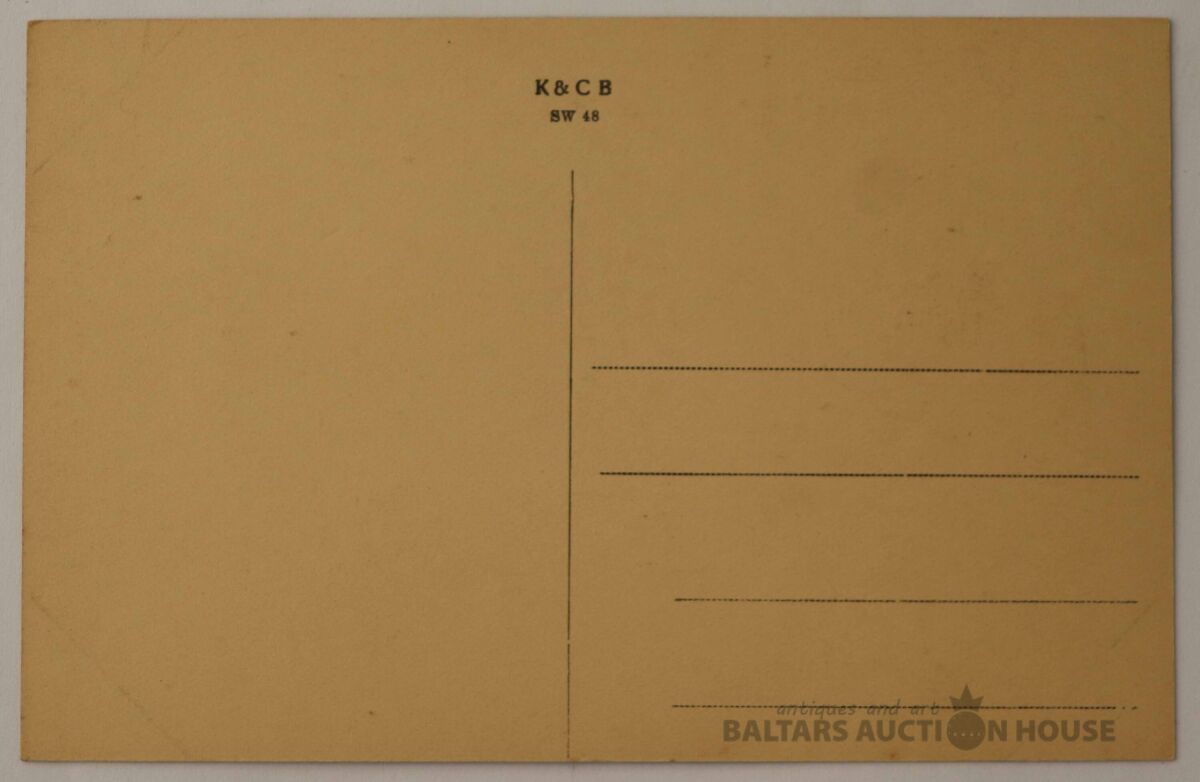 K & C B
SW 48
antiques and art
BALTARS AUCTION HOUSE